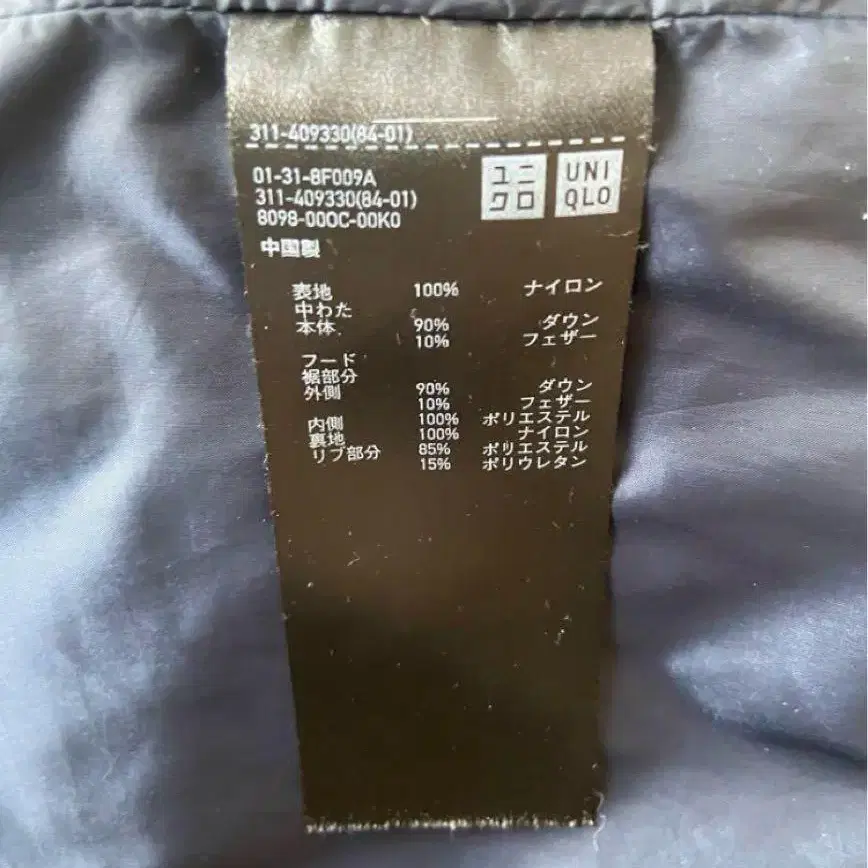 311-409330(84-01)
01-31-8F009A
311-409330(84-01)
8098-000C-00K0
ユニクロ
UNI
QLO
中国製
表地 100% ナイロン
中わた
本体 90% ダウン
10% フェザー
フード
裾部分
外側 90% ダウン
10% フェザー
内側 100% ポリエステル
裏地 100% ナイロン
リブ部分 85% ポリエステル
15% ポリウレタン